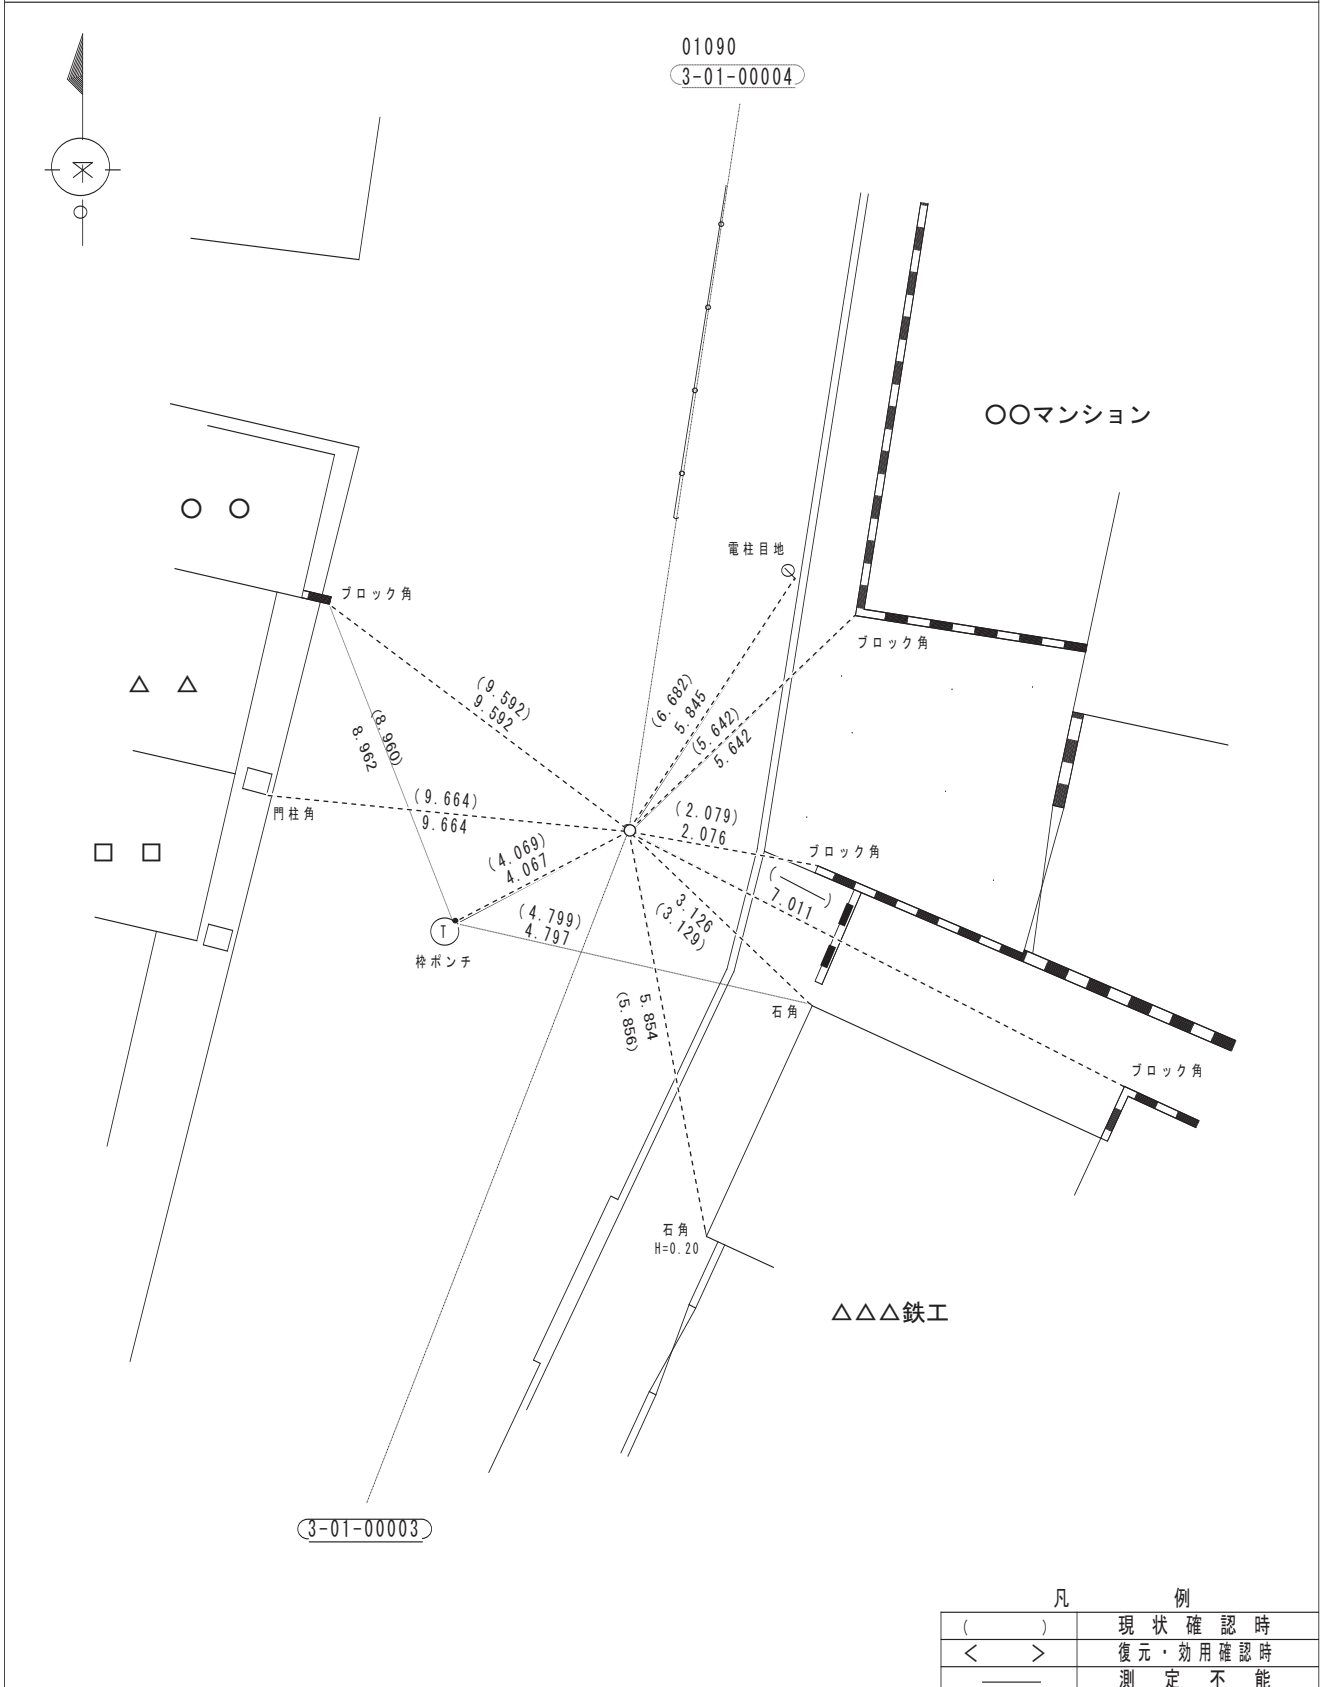 01090
3-01-00004
〇〇マンション
○ ○
電柱目地
ブロック角
ブロック角
△ △
(9.592)
9.592
(6.682)
5.845
(5.642)
5.642
(8.960)
8.962
(9.664)
9.664
門柱角
(2.079)
2.076
□ □
(4.069)
4.067
ブロック角
(——)
7.011
3.126
(3.129)
(4.799)
4.797
T
枠ポンチ
石角
5.854
(5.856)
ブロック角
石角
H=0.20
△△△鉄工
3-01-00003
凡 例
( ) 現状確認時
< > 復元・効用確認時
—— 測定不能